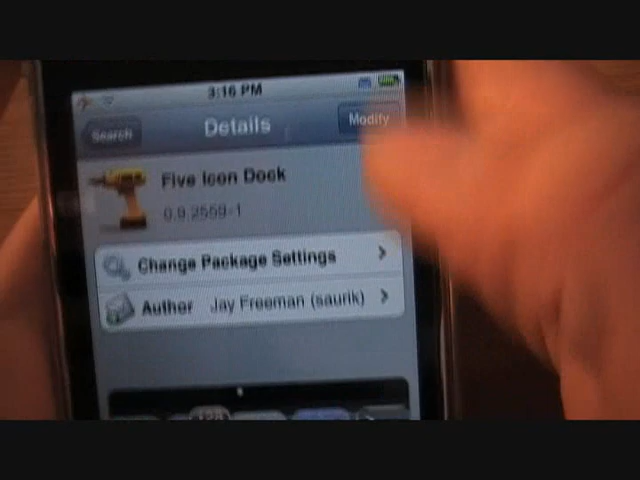 3:16 PM
Search
Details
Modify
Five Icon Dock
0.9.2559-1
Change Package Settings
Author Jay Freeman (saurik)